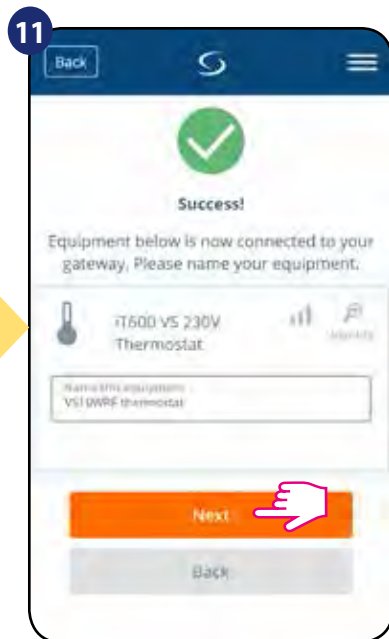 11
Back
Success!
Equipment below is now connected to your
gateway. Please name your equipment.
iT600 VS 230V
Thermostat
Name this equipment
VS10WRF thermostat
Next
Back